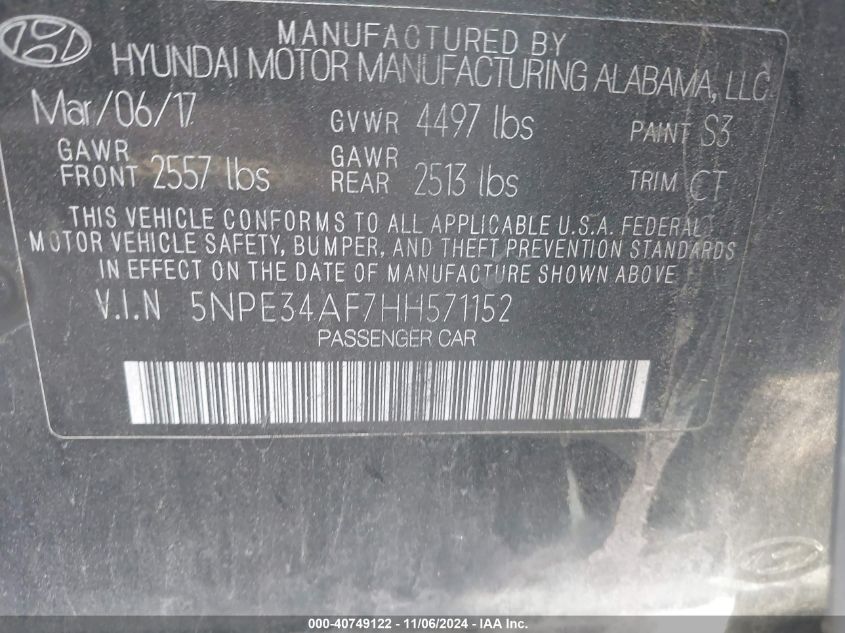 MANUFACTURED BY
HYUNDAI MOTOR MANUFACTURING ALABAMA, LLC
Mar/06/17 GVWR 4497 lbs PAINT S3
GAWR FRONT 2557 lbs GAWR REAR 2513 lbs TRIM CT
THIS VEHICLE CONFORMS TO ALL APPLICABLE U.S.A. FEDERAL
MOTOR VEHICLE SAFETY, BUMPER, AND THEFT PREVENTION STANDARDS
IN EFFECT ON THE DATE OF MANUFACTURE SHOWN ABOVE.
V.I.N 5NPE34AF7HH571152
PASSENGER CAR
000-40749122 - 11/06/2024 - IAA Inc.